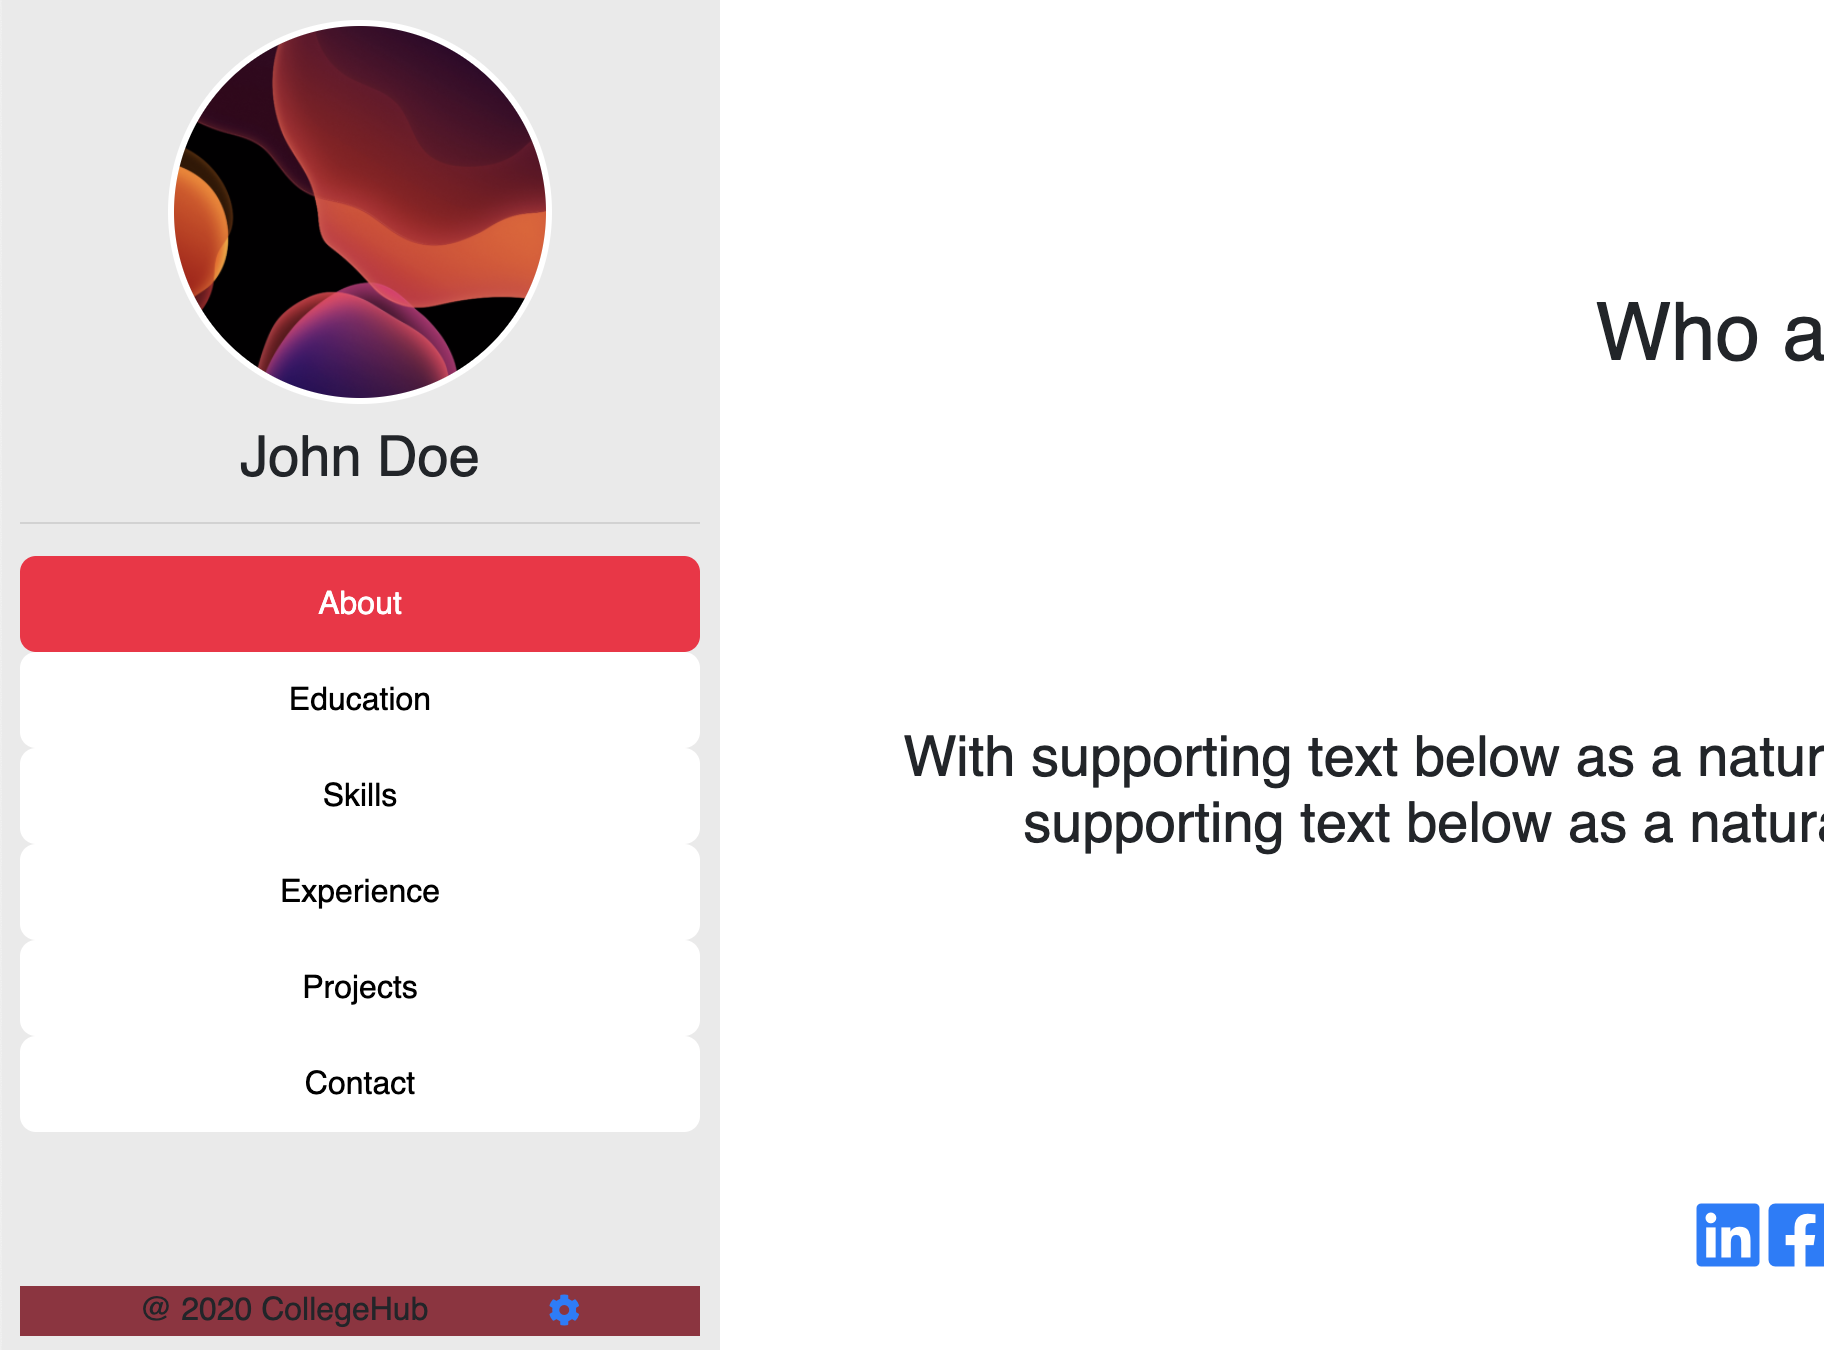 John Doe
About
Education
Skills
Experience
Projects
Contact
@ 2020 CollegeHub
Who a
With supporting text below as a natur
supporting text below as a natura
in f